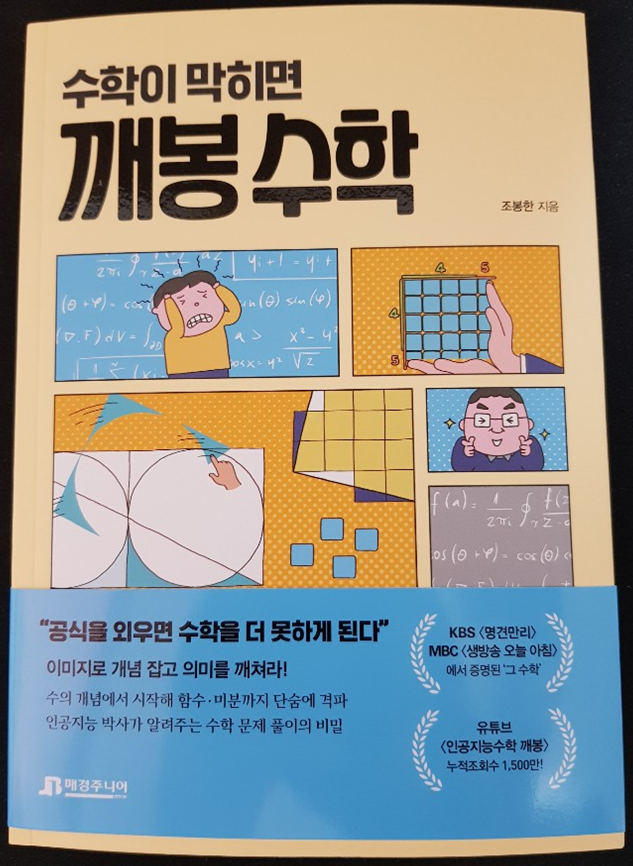 수학이 막히면
깨봉 수학
조봉한 지음
4 5
4
5
"공식을 외우면 수학을 더 못하게 된다"
이미지로 개념 잡고 의미를 깨쳐라!
수의 개념에서 시작해 함수·미분까지 단숨에 격파
인공지능 박사가 알려주는 수학 문제 풀이의 비밀
KBS 〈명견만리〉
MBC 〈생방송 오늘 아침〉
에서 증명된 '그 수학'
유튜브
〈인공지능수학 깨봉〉
누적조회수 1,500만!
매경주니어